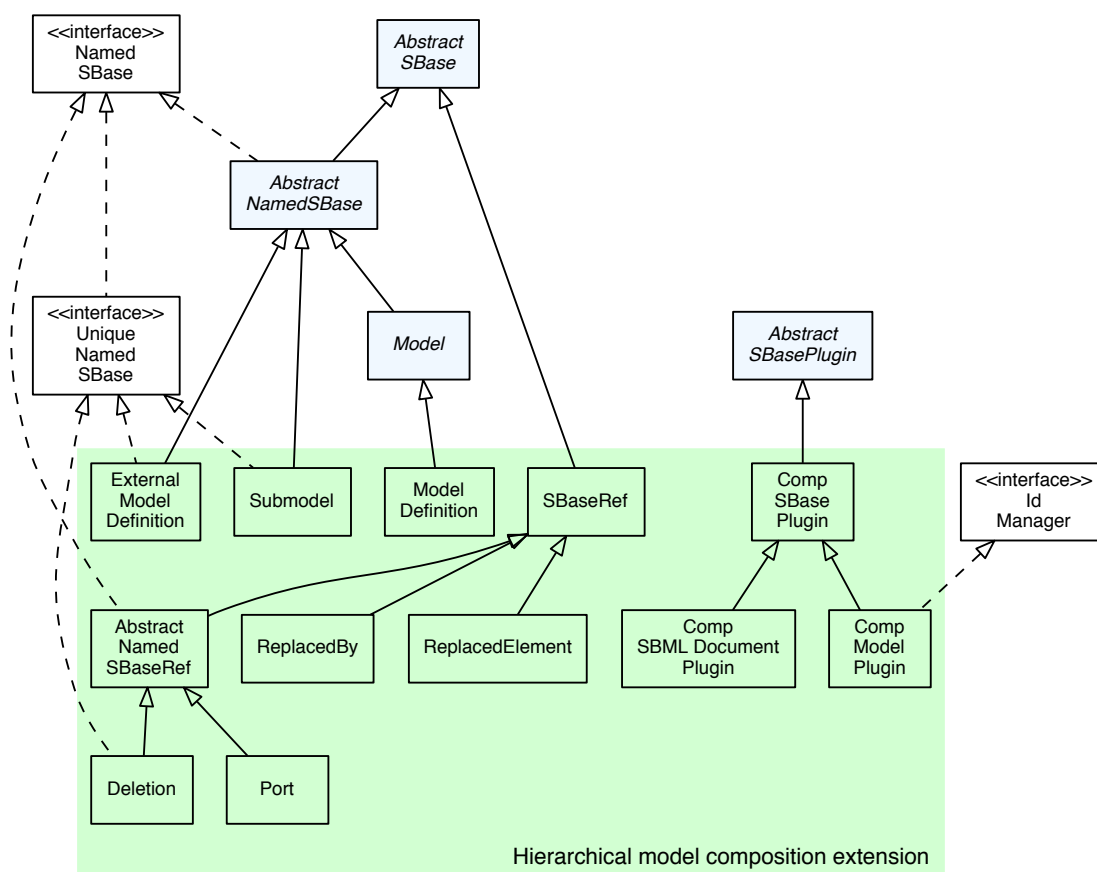 <<interface>>
Named
SBase
Abstract
SBase
Abstract
NamedSBase
<<interface>>
Unique
Named
SBase
Model
Abstract
SBasePlugin
External
Model
Definition
Submodel
Model
Definition
SBaseRef
Comp
SBase
Plugin
<<interface>>
Id
Manager
Abstract
Named
SBaseRef
ReplacedBy
ReplacedElement
Comp
SBML Document
Plugin
Comp
Model
Plugin
Deletion
Port
Hierarchical model composition extension